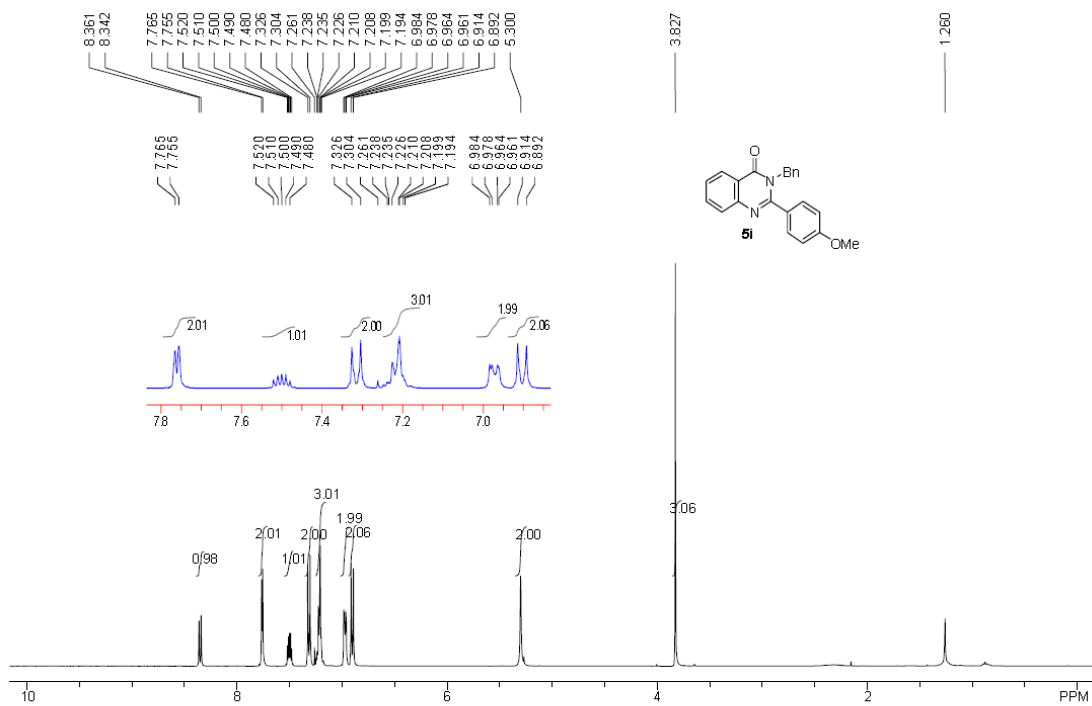 8.361 8.342 7.765 7.755 7.520 7.510 7.500 7.490 7.480 7.326 7.304 7.261 7.238 7.235 7.226 7.210 7.208 7.199 7.194 6.984 6.978 6.964 6.961 6.914 6.892 5.300 3.827 1.260
7.765 7.755 7.520 7.510 7.500 7.490 7.480 7.326 7.304 7.261 7.238 7.235 7.226 7.210 7.208 7.199 7.194 6.984 6.978 6.964 6.961 6.914 6.892
O
N Bn
N
5i
OMe
2.01 1.01 2.00 3.01 1.99 2.06
7.8 7.6 7.4 7.2 7.0
0.98 2.01 1.01 2.00 3.01 1.99 2.06 2.00 3.06
10 8 6 4 2 PPM